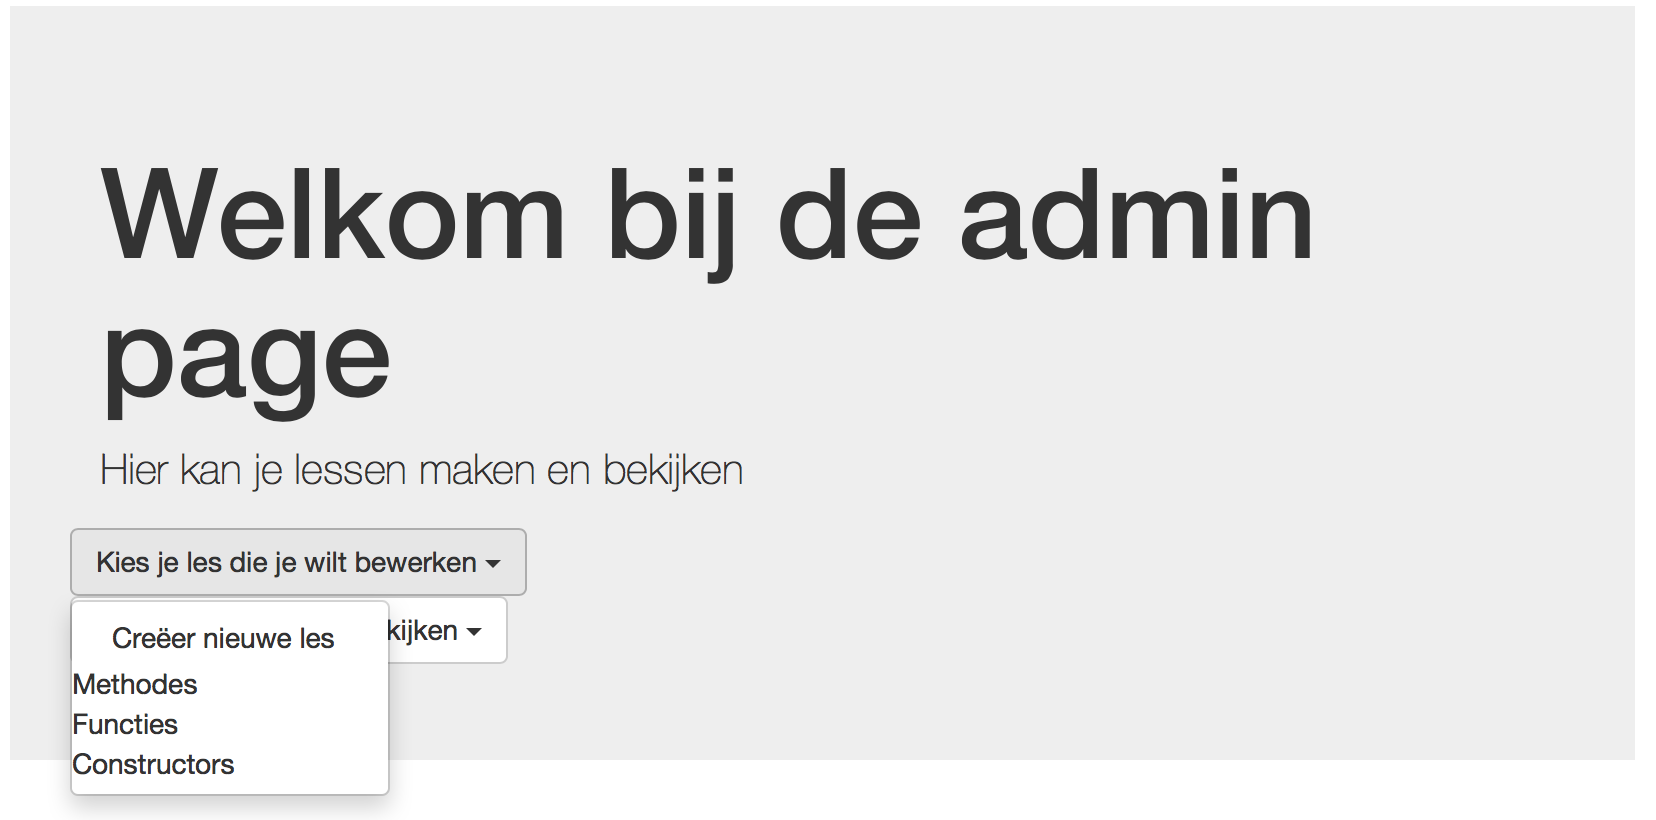 Welkom bij de admin
page
Hier kan je lessen maken en bekijken
Kies je les die je wilt bewerken
kijken
Creëer nieuwe les
Methodes
Functies
Constructors